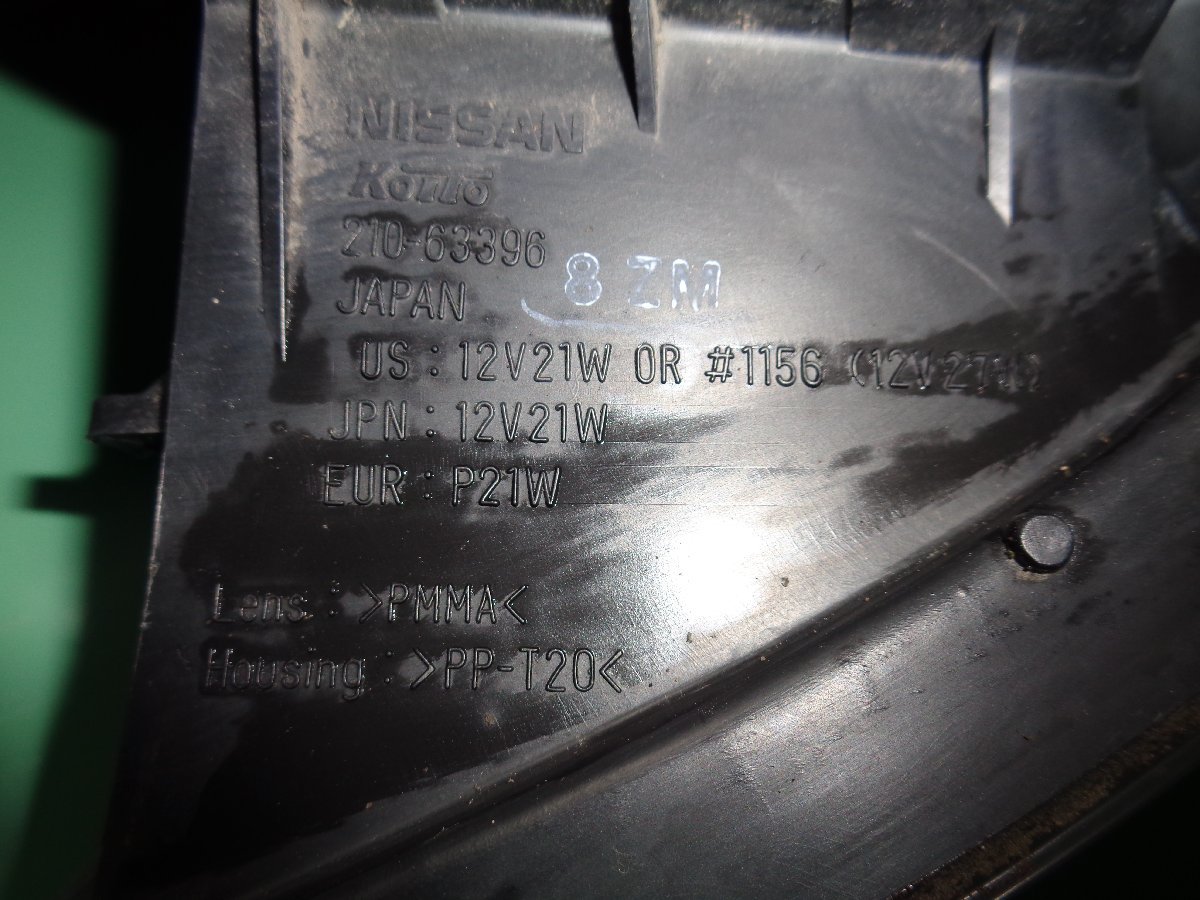 NISSAN
KOITO
210-63396
8 ZM
JAPAN
US : 12V21W OR #1156 (12V27W)
JPN : 12V21W
EUR : P21W
Lens : >PMMA<
Housing : >PP-T20<